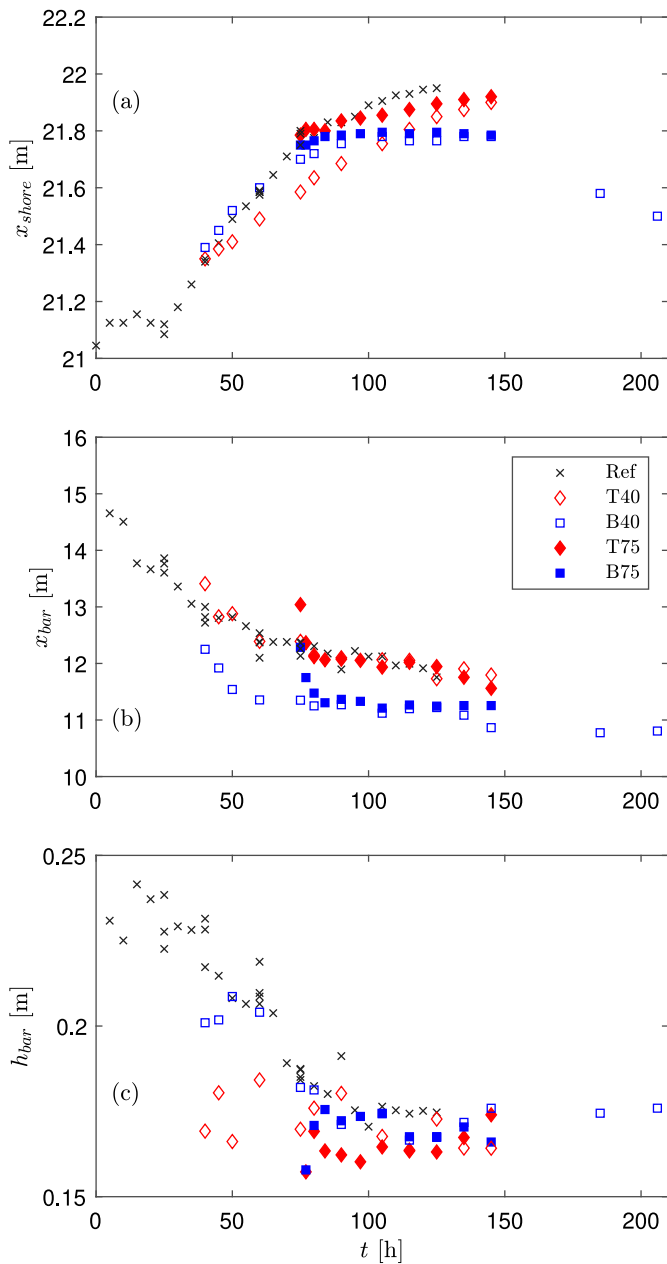 22.2
22
21.8
21.6
21.4
21.2
21
(a)
x_shore [m]
0 50 100 150 200
16
15
14
13
12
11
10
(b)
x_bar [m]
Ref
T40
B40
T75
B75
0 50 100 150 200
0.25
0.2
0.15
(c)
h_bar [m]
0 50 100 150 200
t [h]